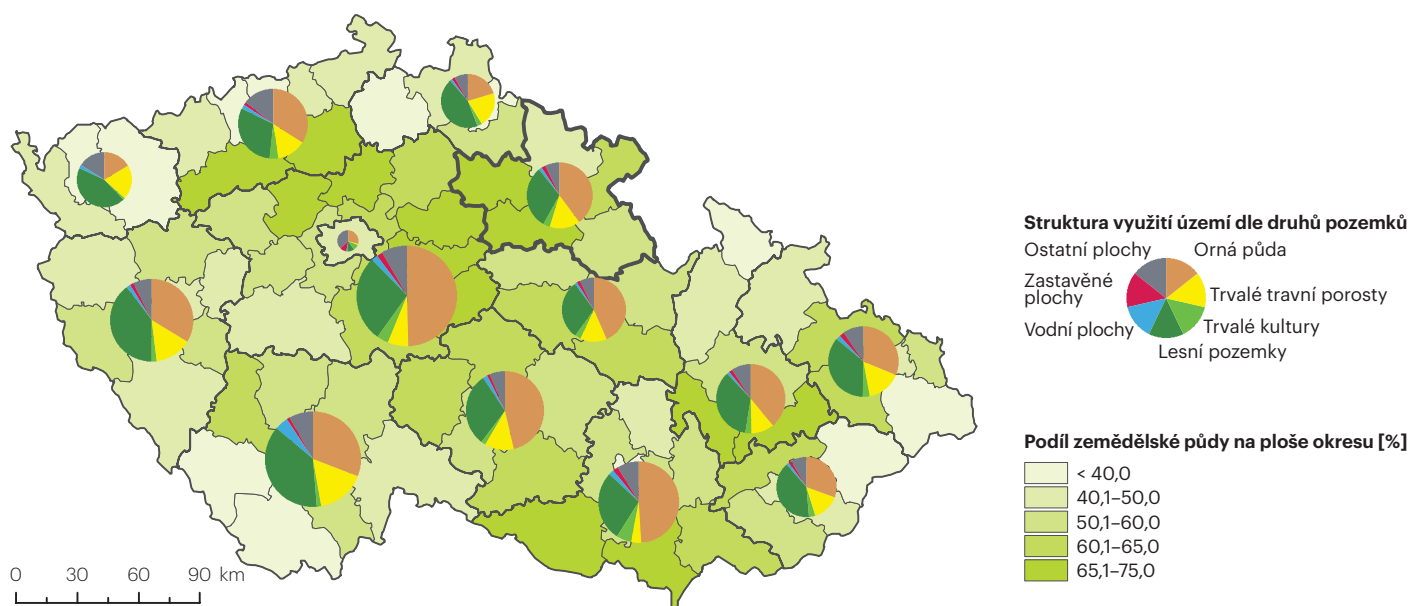 Struktura využití území dle druhů pozemků
Ostatní plochy
Orná půda
Zastavěné
plochy
Trvalé travní porosty
Vodní plochy
Trvalé kultury
Lesní pozemky
Podíl zemědělské půdy na ploše okresu [%]
< 40,0
40,1–50,0
50,1–60,0
60,1–65,0
65,1–75,0
0 30 60 90 km